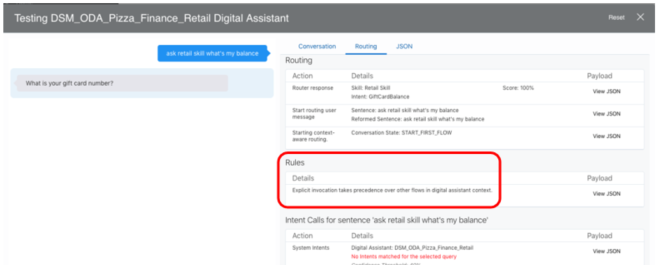 Testing DSM_ODA_Pizza_Finance_Retail Digital Assistant
Reset
ask retail skill what's my balance
What is your gift card number?
Conversation Routing JSON
Routing
Action Details Payload
Router response Skill: Retail Skill Score: 100% View JSON
Intent: GiftCardBalance
Start routing user message Sentence: ask retail skill what's my balance View JSON
Reformed Sentence: ask retail skill what's my balance
Starting context-aware routing. Conversation State: START_FIRST_FLOW View JSON
Rules
Details Payload
Explicit invocation takes precedence over other flows in digital assistant context. View JSON
Intent Calls for sentence 'ask retail skill what's my balance'
Action Details Payload
System Intents Digital Assistant: DSM_ODA_Pizza_Finance_Retail View JSON
No Intents matched for the selected query